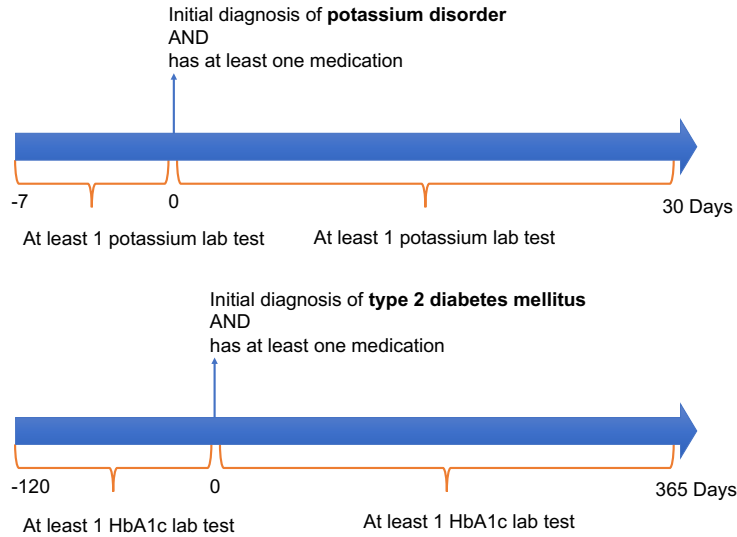 Initial diagnosis of potassium disorder
AND
has at least one medication
-7
0
30 Days
At least 1 potassium lab test
At least 1 potassium lab test
Initial diagnosis of type 2 diabetes mellitus
AND
has at least one medication
-120
0
365 Days
At least 1 HbA1c lab test
At least 1 HbA1c lab test